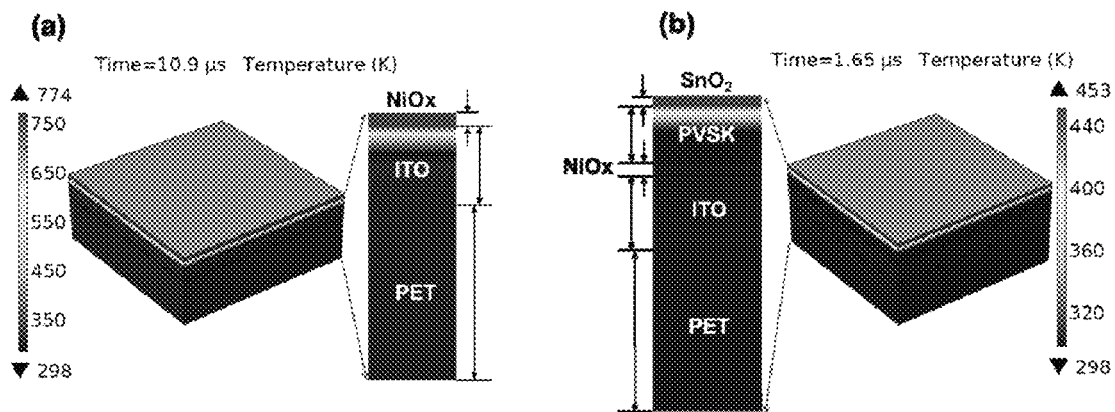 (a)
Time=10.9 μs Temperature (K)
▲ 774
750
650
550
450
350
▼ 298
NiOx
ITO
PET
(b)
Time=1.65 μs Temperature (K)
SnO₂
PVSK
NiOx
ITO
PET
▲ 453
440
400
360
320
▼ 298